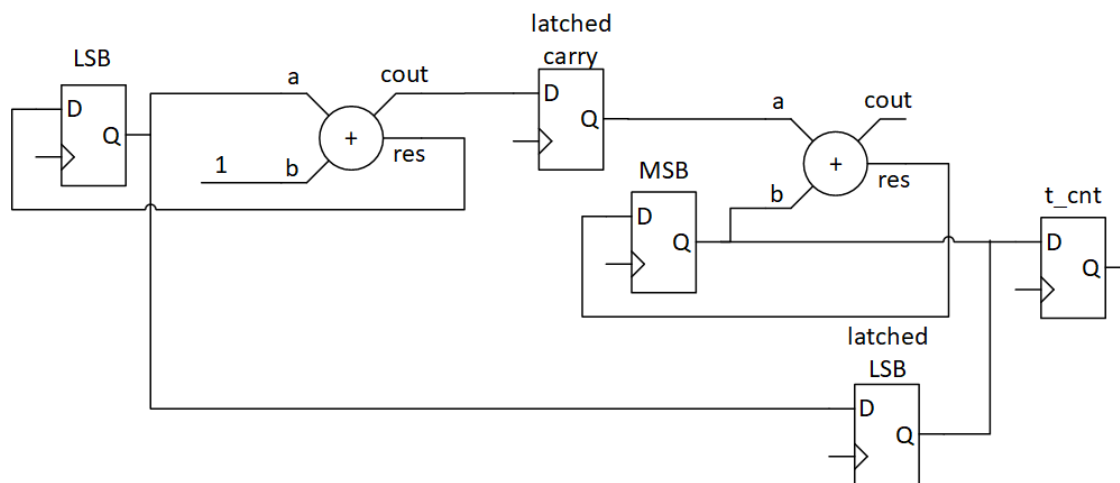 latched
carry
LSB
D
Q
a
1
b
+
cout
res
D
Q
a
b
+
cout
res
MSB
D
Q
t_cnt
D
Q
latched
LSB
D
Q